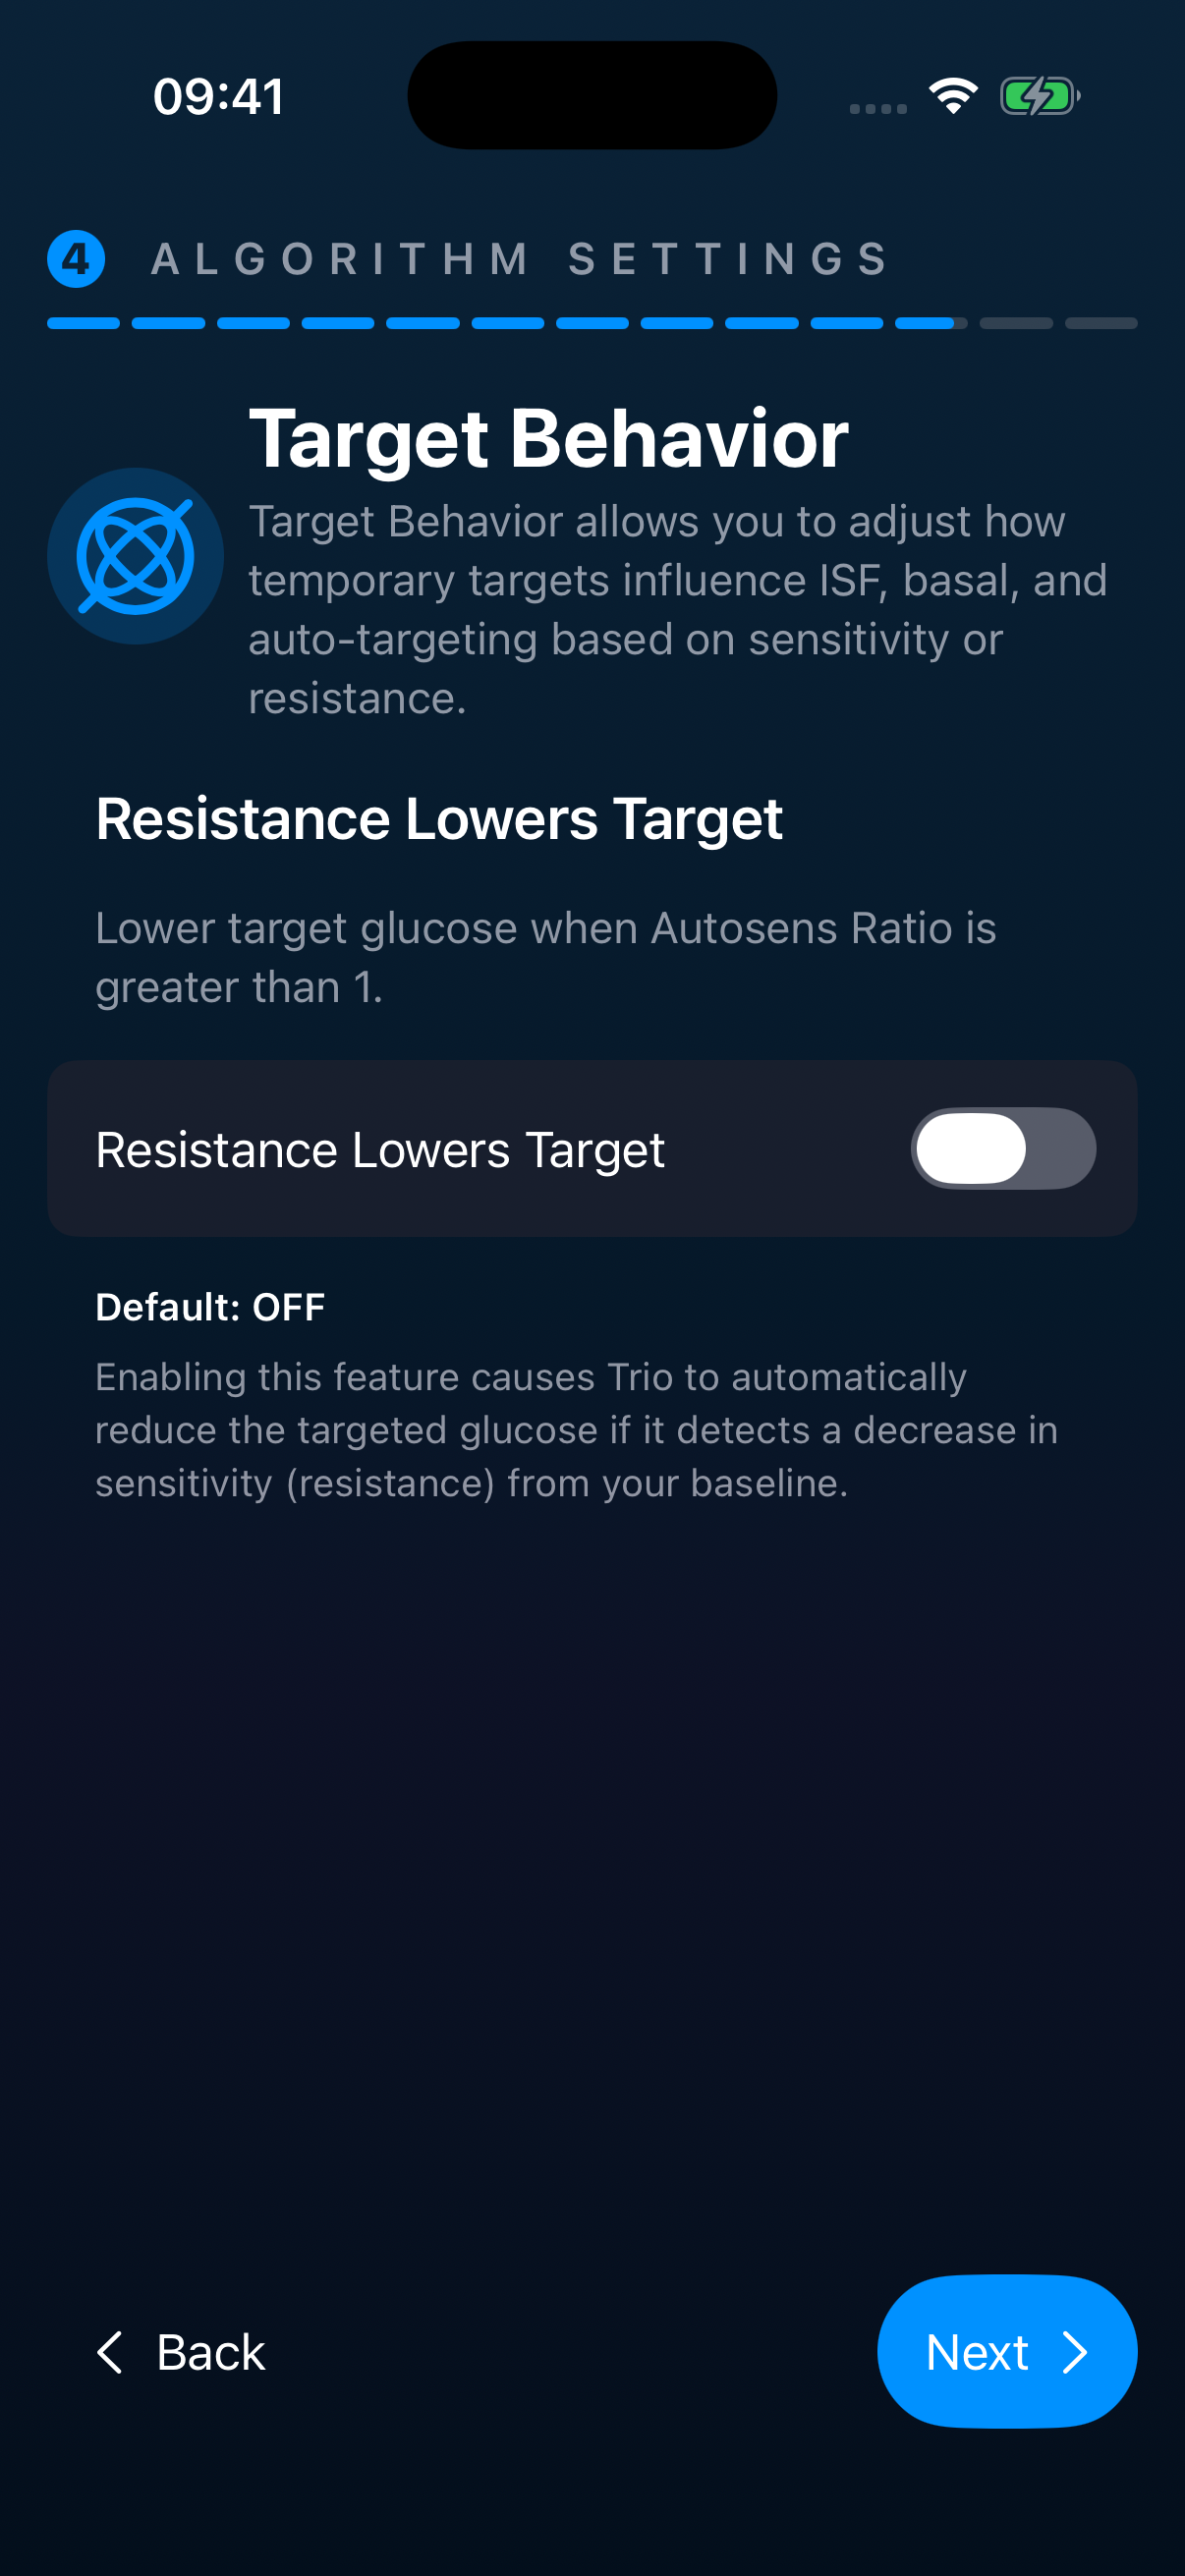 09:41
4 ALGORITHM SETTINGS
Target Behavior
Target Behavior allows you to adjust how
temporary targets influence ISF, basal, and
auto-targeting based on sensitivity or
resistance.
Resistance Lowers Target
Lower target glucose when Autosens Ratio is
greater than 1.
Resistance Lowers Target
Default: OFF
Enabling this feature causes Trio to automatically
reduce the targeted glucose if it detects a decrease in
sensitivity (resistance) from your baseline.
Back
Next